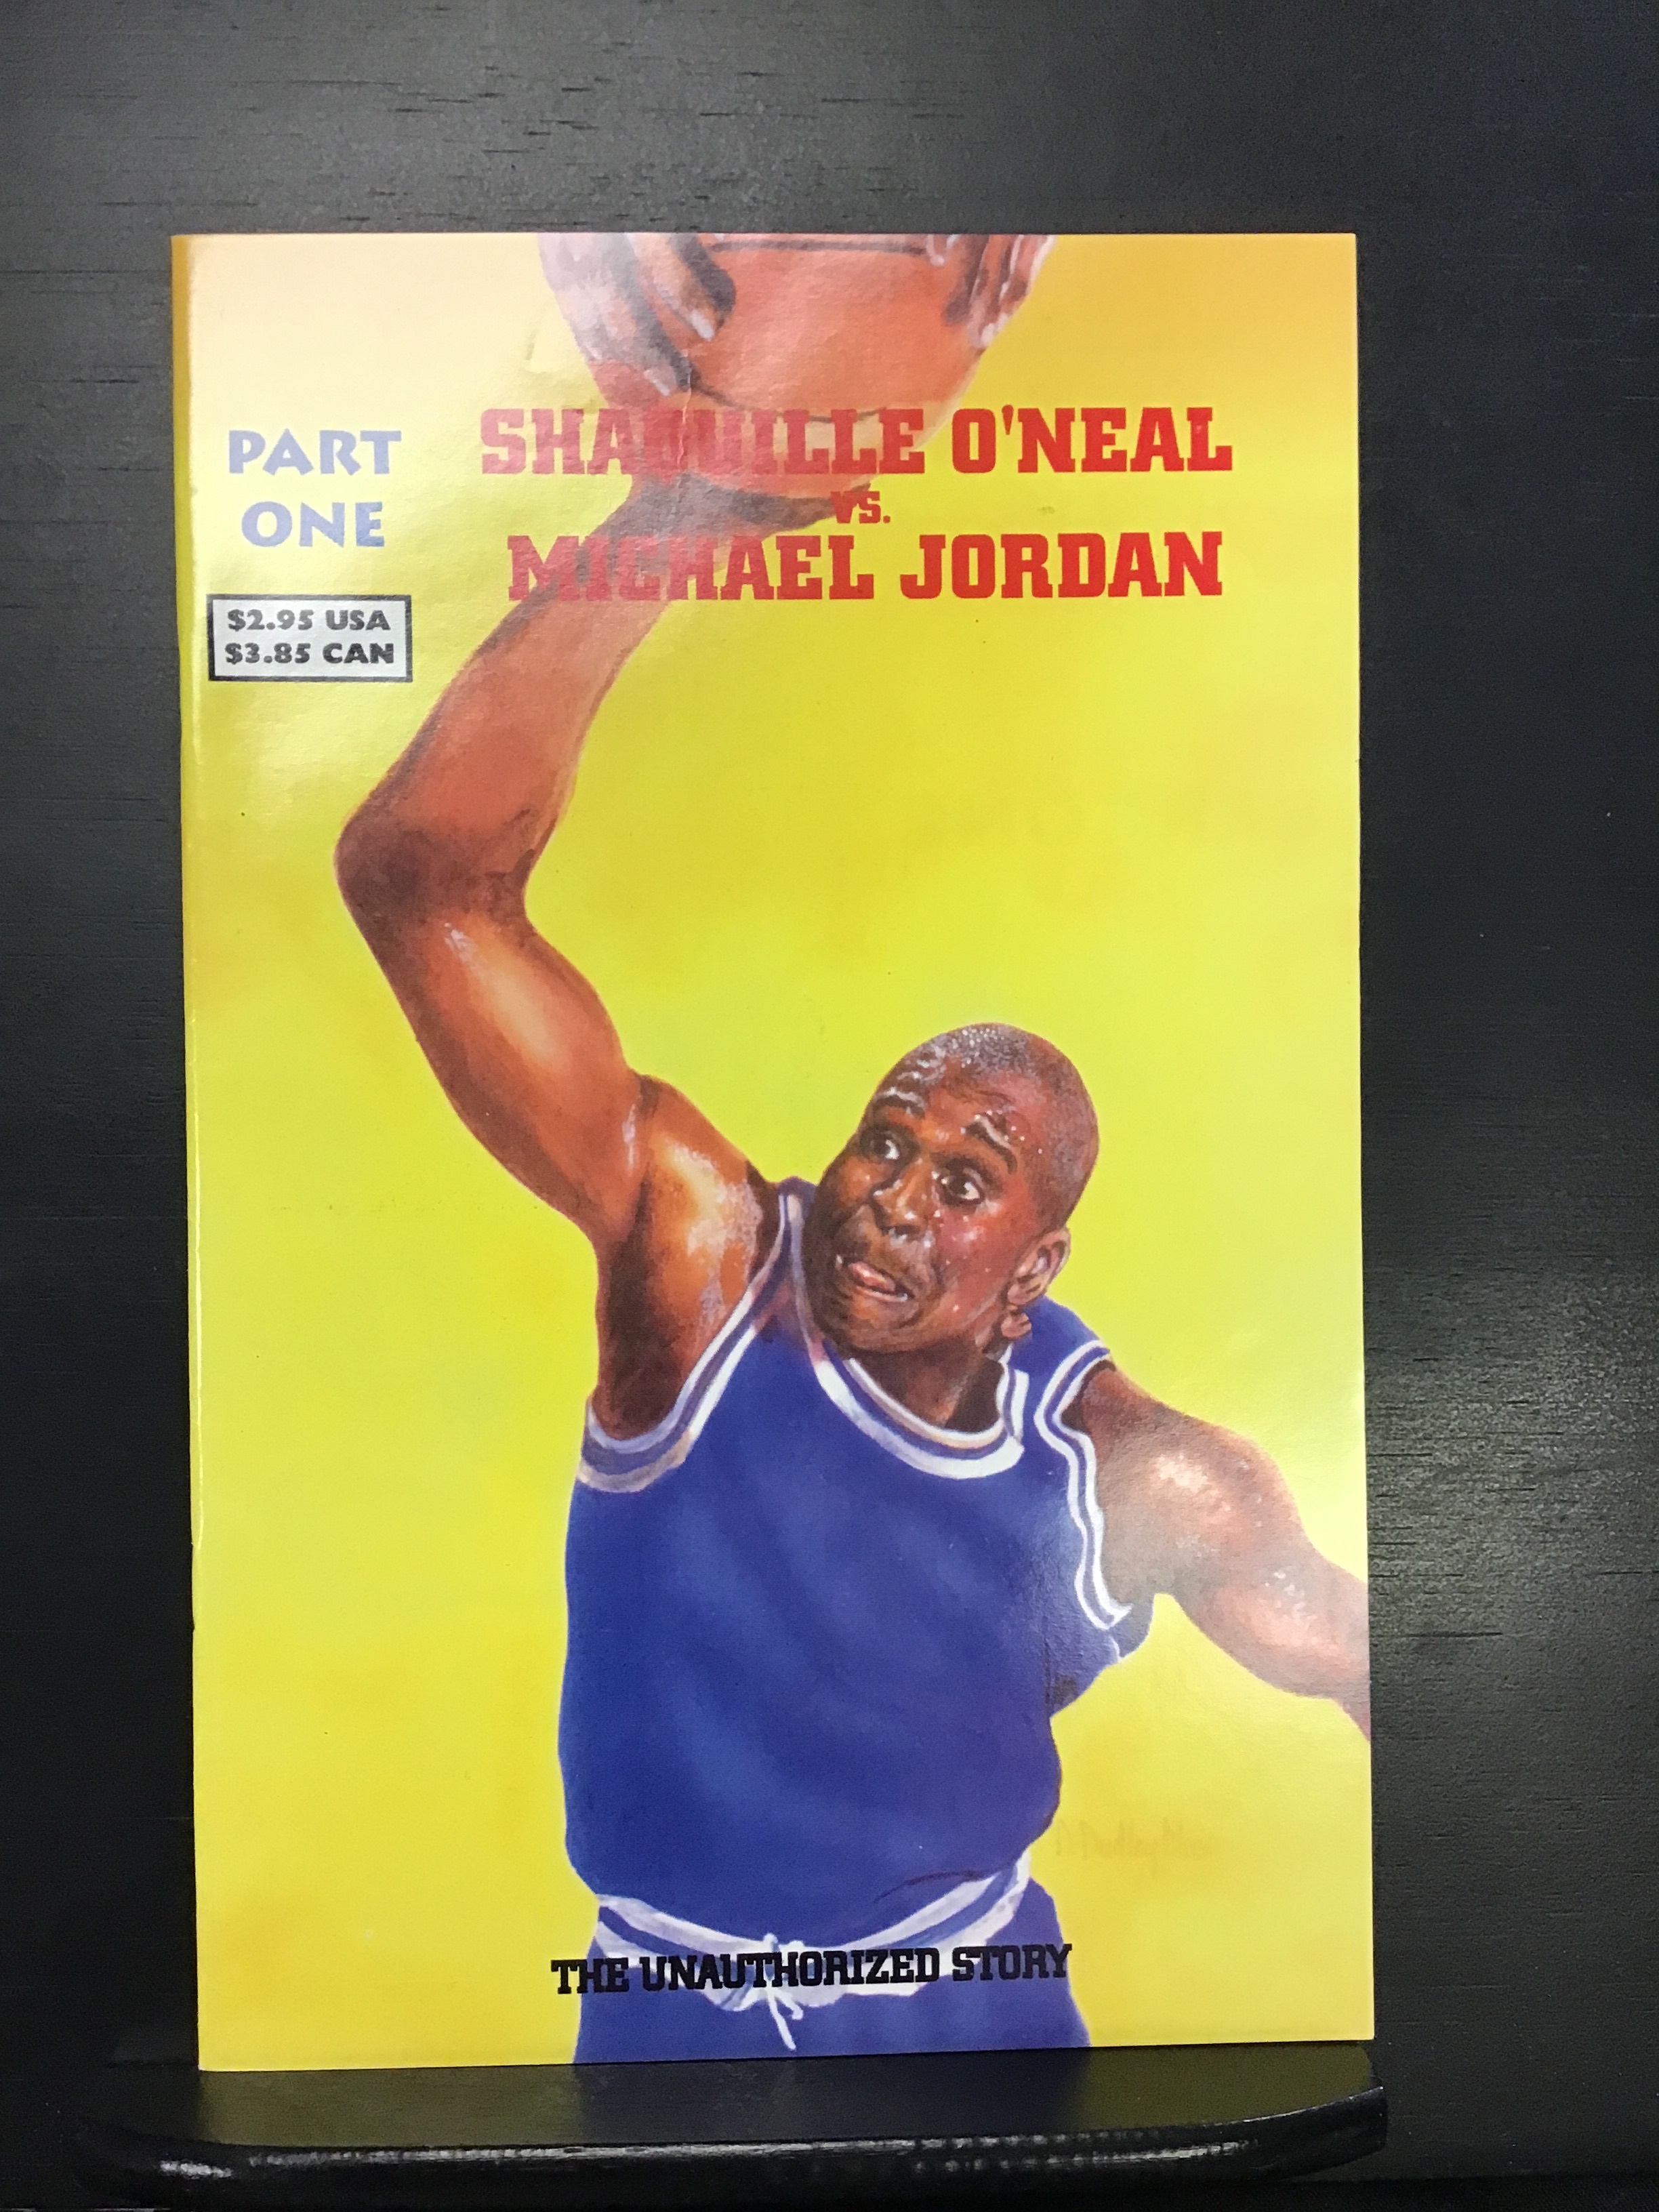 PART
ONE
SHAQUILLE O'NEAL
VS.
MICHAEL JORDAN
$2.95 USA
$3.85 CAN
THE UNAUTHORIZED STORY